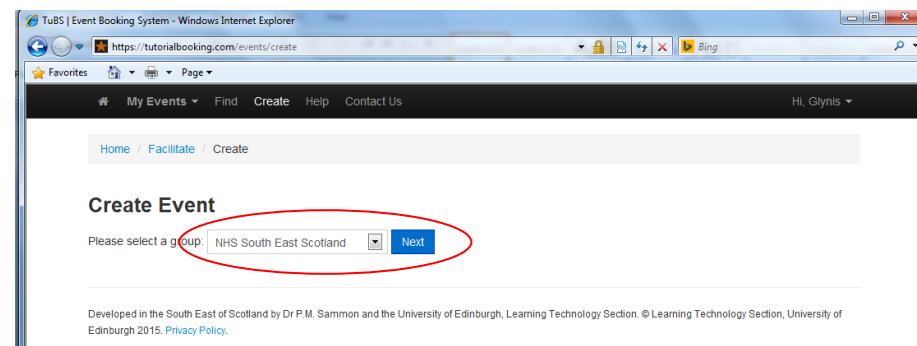 TuBS | Event Booking System - Windows Internet Explorer
https://tutorialbooking.com/events/create
Bing
Favorites Page
My Events Find Create Help Contact Us Hi, Glynis
Home / Facilitate / Create
Create Event
Please select a group: NHS South East Scotland Next
Developed in the South East of Scotland by Dr P.M. Sammon and the University of Edinburgh, Learning Technology Section. © Learning Technology Section, University of
Edinburgh 2015. Privacy Policy.